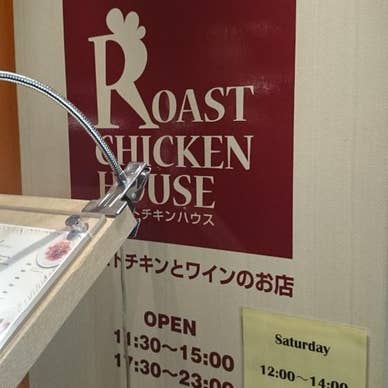 ROAST
CHICKEN
HOUSE
トチキンハウス
トチキンとワインのお店
OPEN
11:30～15:00
17:30～23:00
Saturday
12:00～14:00